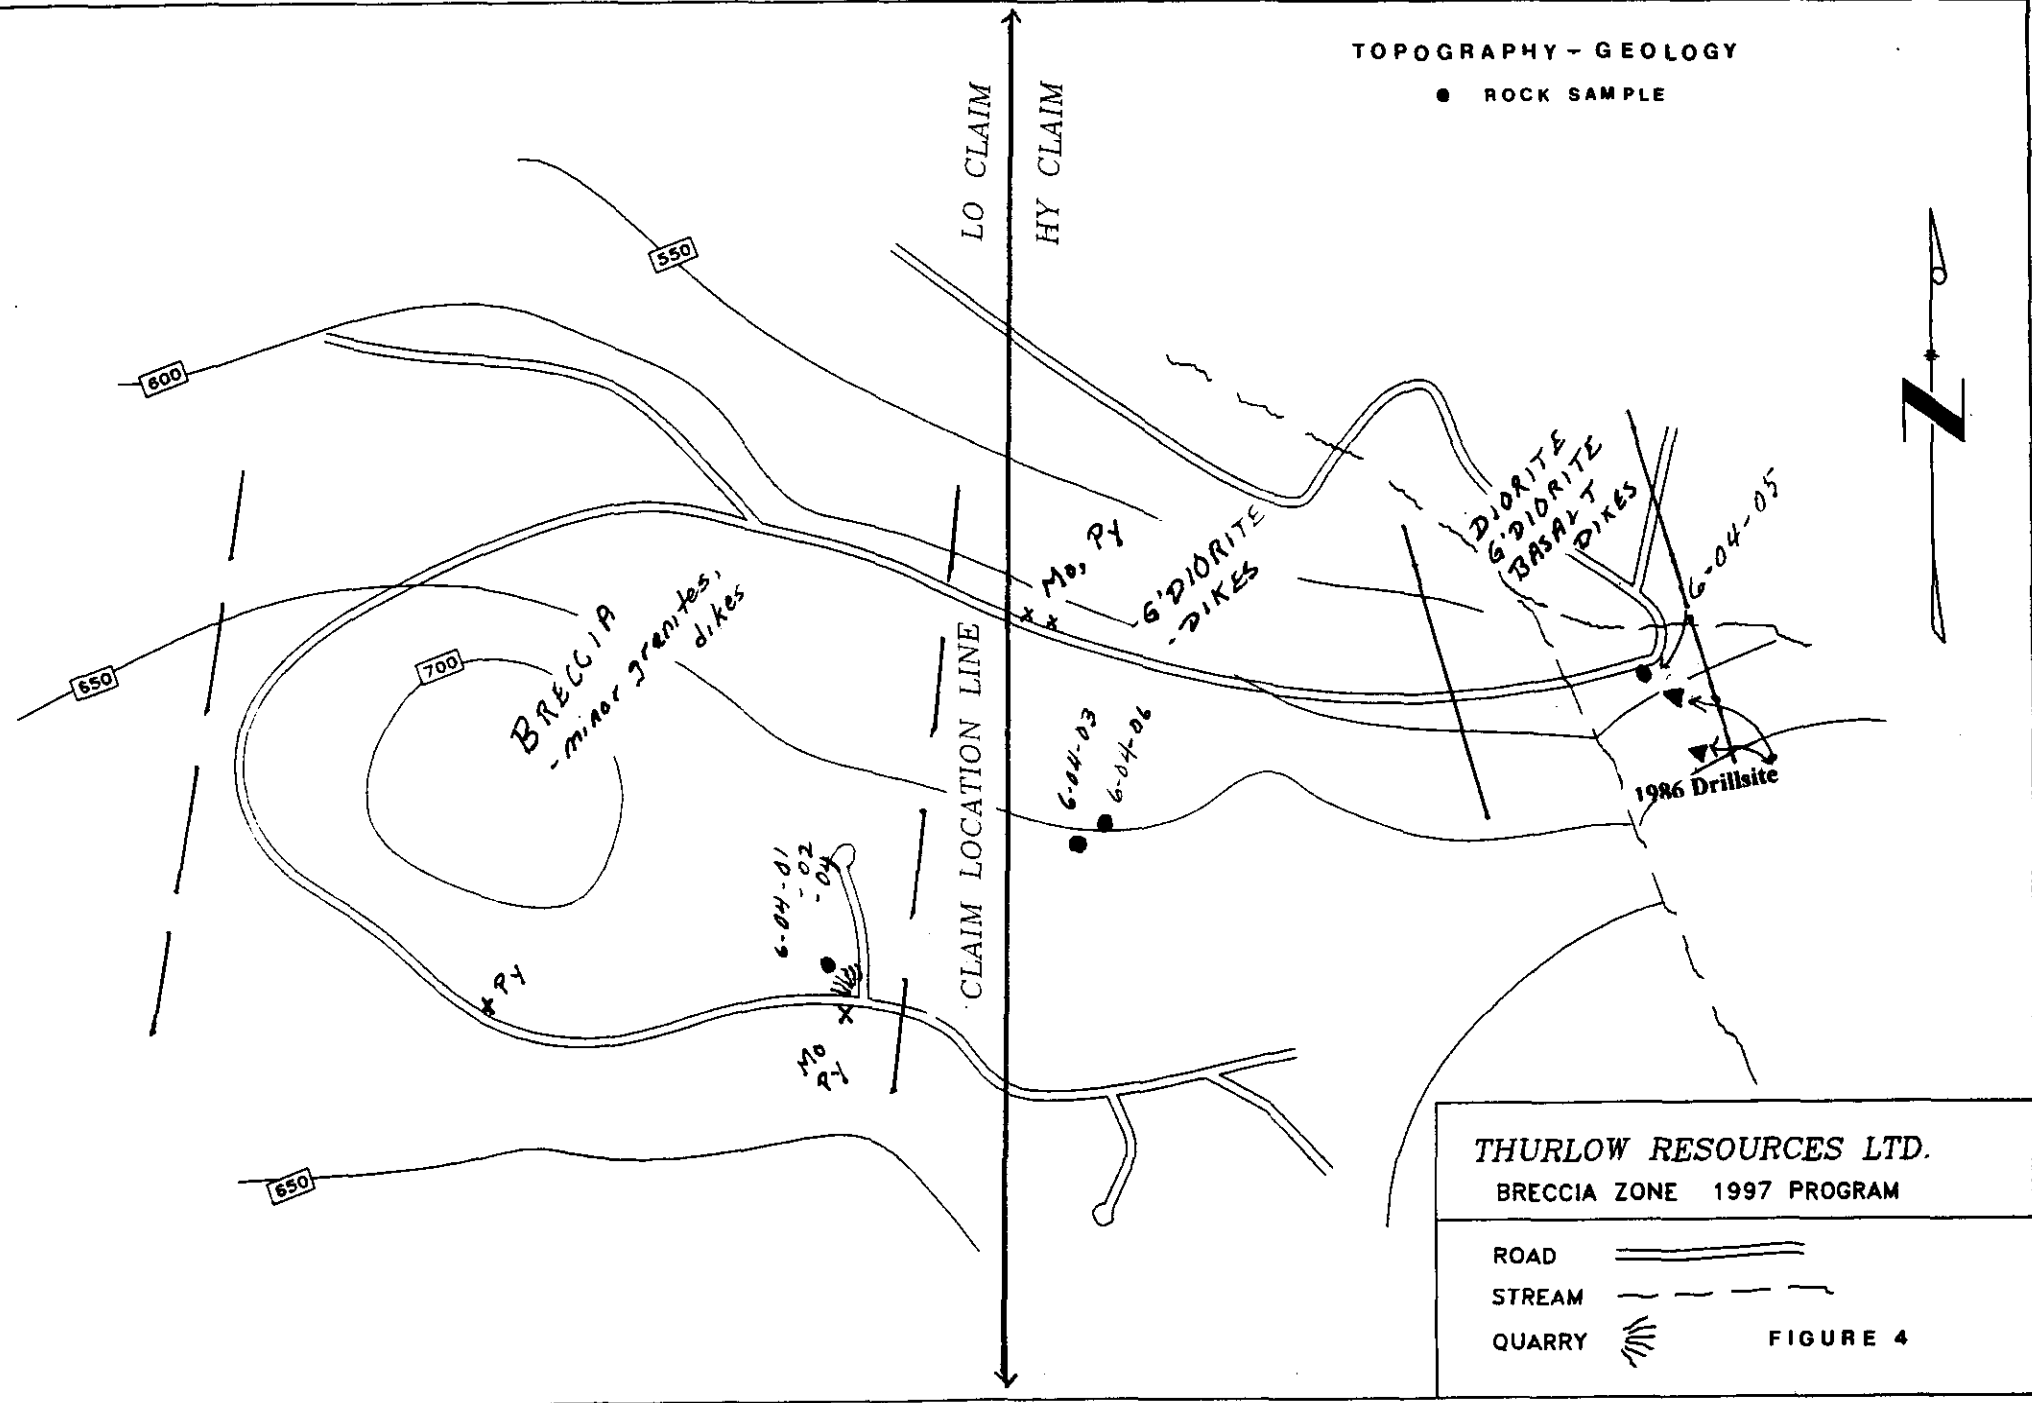 TOPOGRAPHY - GEOLOGY
● ROCK SAMPLE
LO CLAIM
HY CLAIM
550
600
650
700
BRECCIA
- minor granites,
dikes
Mo, Py
G'DIORITE
- DIKES
DIORITE
G'DIORITE
BASALT
DIKES
6-04-05
N
1986 Drillsite
6-04-03
6-04-06
CLAIM LOCATION LINE
6-04-01
- 02
- 04
Py
Mo
Py
650
THURLOW RESOURCES LTD.
BRECCIA ZONE 1997 PROGRAM
ROAD
STREAM
QUARRY
FIGURE 4